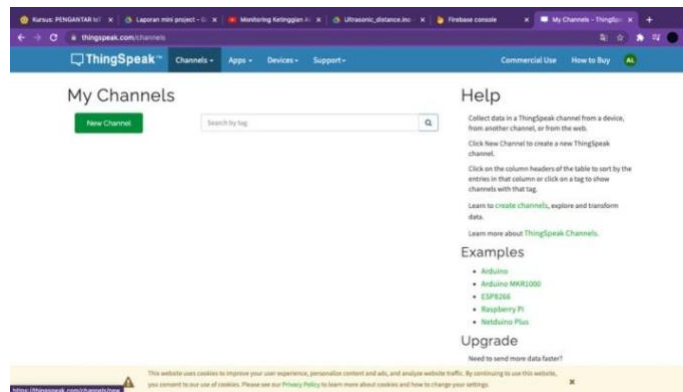 Kursus: PENGANTAR
Laporan mini project
Monitoring Ketinggian
Ultrasonic_distance.ino
Firebase console
My Channels - ThingSp
thingspeak.com/channels
ThingSpeak™
Channels
Apps
Devices
Support
Commercial Use
How to Buy
AL
My Channels
New Channel
Search by tag
Help
Collect data in a ThingSpeak channel from a device,
from another channel, or from the web.
Click New Channel to create a new ThingSpeak
channel.
Click on the column headers of the table to sort by the
entries in that column or click on a tag to show
channels with that tag.
Learn to create channels, explore and transform
data.
Learn more about ThingSpeak Channels.
Examples
Arduino
Arduino MKR1000
ESP8266
Raspberry Pi
Netduino Plus
Upgrade
Need to send more data faster?
This website uses cookies to improve your user experience, personalize content and ads, and analyze website traffic. By continuing to use this website,
you consent to our use of cookies. Please see our Privacy Policy to learn more about cookies and how to change your settings.
https://thingspeak.com/channels/new